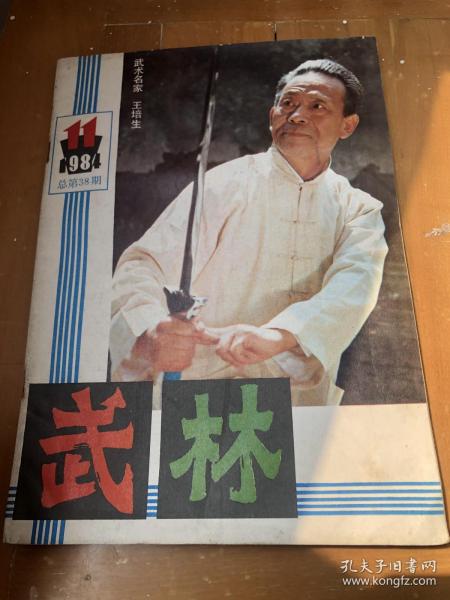 武术名家 王培生
11
1984
总第38期
武林
孔夫子旧书网
www.kongfz.com